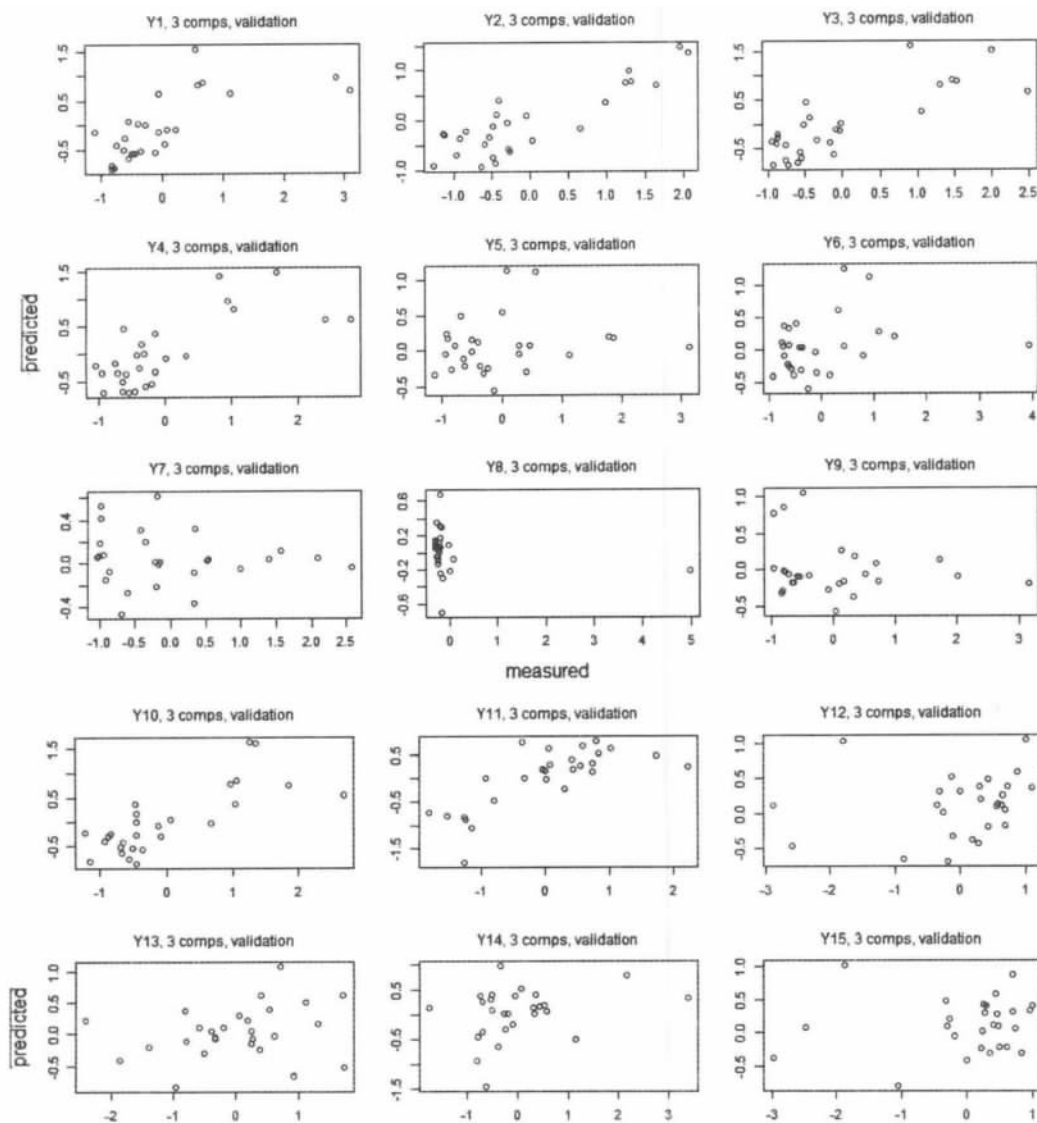 Y1, 3 comps, validation
Y2, 3 comps, validation
Y3, 3 comps, validation
1.5
0.5
-0.5
1.0
0.0
-1.0
1.5
0.5
-0.5
-1 0 1 2 3
-1.0 -0.5 0.0 0.5 1.0 1.5 2.0
-1.0 -0.5 0.0 0.5 1.0 1.5 2.0 2.5
Y4, 3 comps, validation
Y5, 3 comps, validation
Y6, 3 comps, validation
predicted
1.5
0.5
-0.5
1.0
0.5
0.0
-0.5
1.0
0.5
0.0
-0.5
-1 0 1 2
-1 0 1 2 3
-1 0 1 2 3 4
Y7, 3 comps, validation
Y8, 3 comps, validation
Y9, 3 comps, validation
0.4
0.0
-0.4
0.6
0.2
-0.2
-0.6
1.0
0.5
0.0
-0.5
-1.0 -0.5 0.0 0.5 1.0 1.5 2.0 2.5
0 1 2 3 4 5
-1 0 1 2 3
measured
Y10, 3 comps, validation
Y11, 3 comps, validation
Y12, 3 comps, validation
1.5
0.5
-0.5
0.5
-0.5
-1.5
1.0
0.5
0.0
-0.5
-1 0 1 2
-1 0 1 2
-3 -2 -1 0 1
Y13, 3 comps, validation
Y14, 3 comps, validation
Y15, 3 comps, validation
predicted
1.0
0.5
0.0
-0.5
0.5
-0.5
-1.5
1.0
0.5
0.0
-0.5
-2 -1 0 1
-1 0 1 2 3
-3 -2 -1 0 1